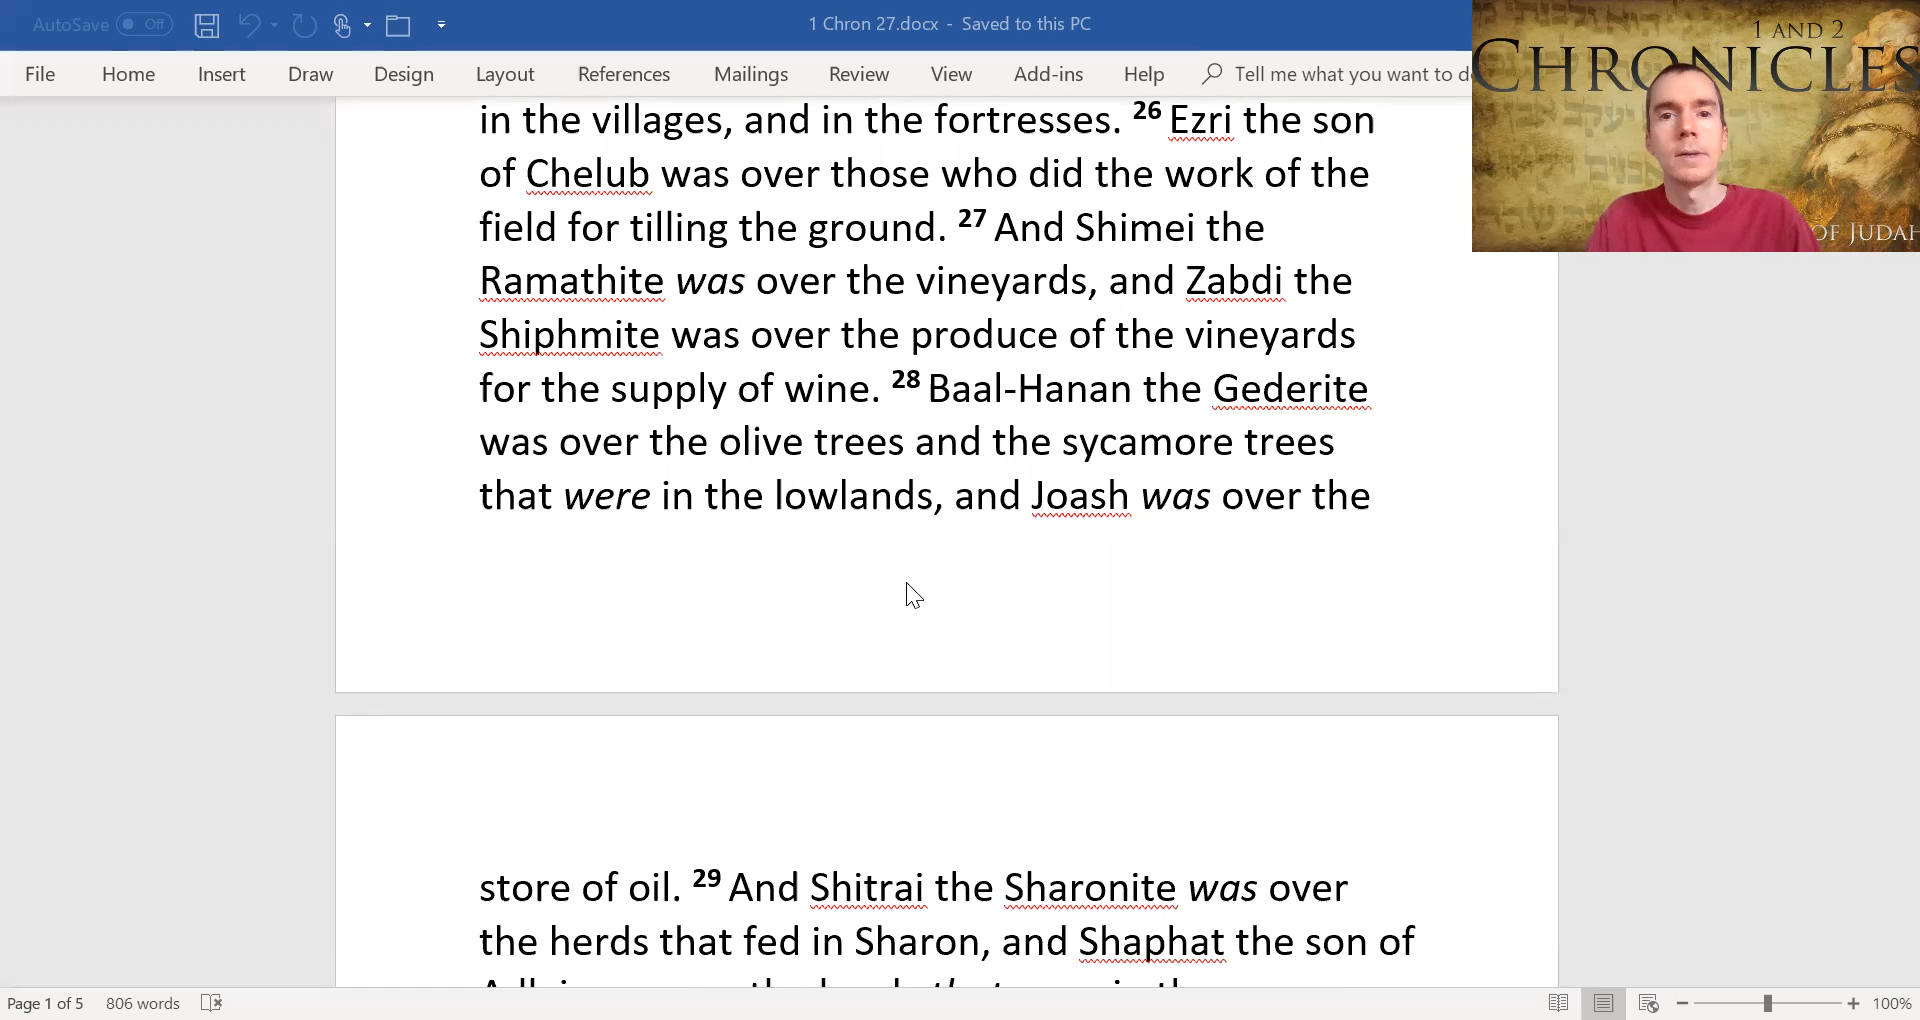 AutoSave Off
1 Chron 27.docx - Saved to this PC
File Home Insert Draw Design Layout References Mailings Review View Add-ins Help Tell me what you want to d
1 AND 2
CHRONICLES
OF JUDAH
in the villages, and in the fortresses. 26 Ezri the son
of Chelub was over those who did the work of the
field for tilling the ground. 27 And Shimei the
Ramathite was over the vineyards, and Zabdi the
Shiphmite was over the produce of the vineyards
for the supply of wine. 28 Baal-Hanan the Gederite
was over the olive trees and the sycamore trees
that were in the lowlands, and Joash was over the
store of oil. 29 And Shitrai the Sharonite was over
the herds that fed in Sharon, and Shaphat the son of
Page 1 of 5 806 words 100%